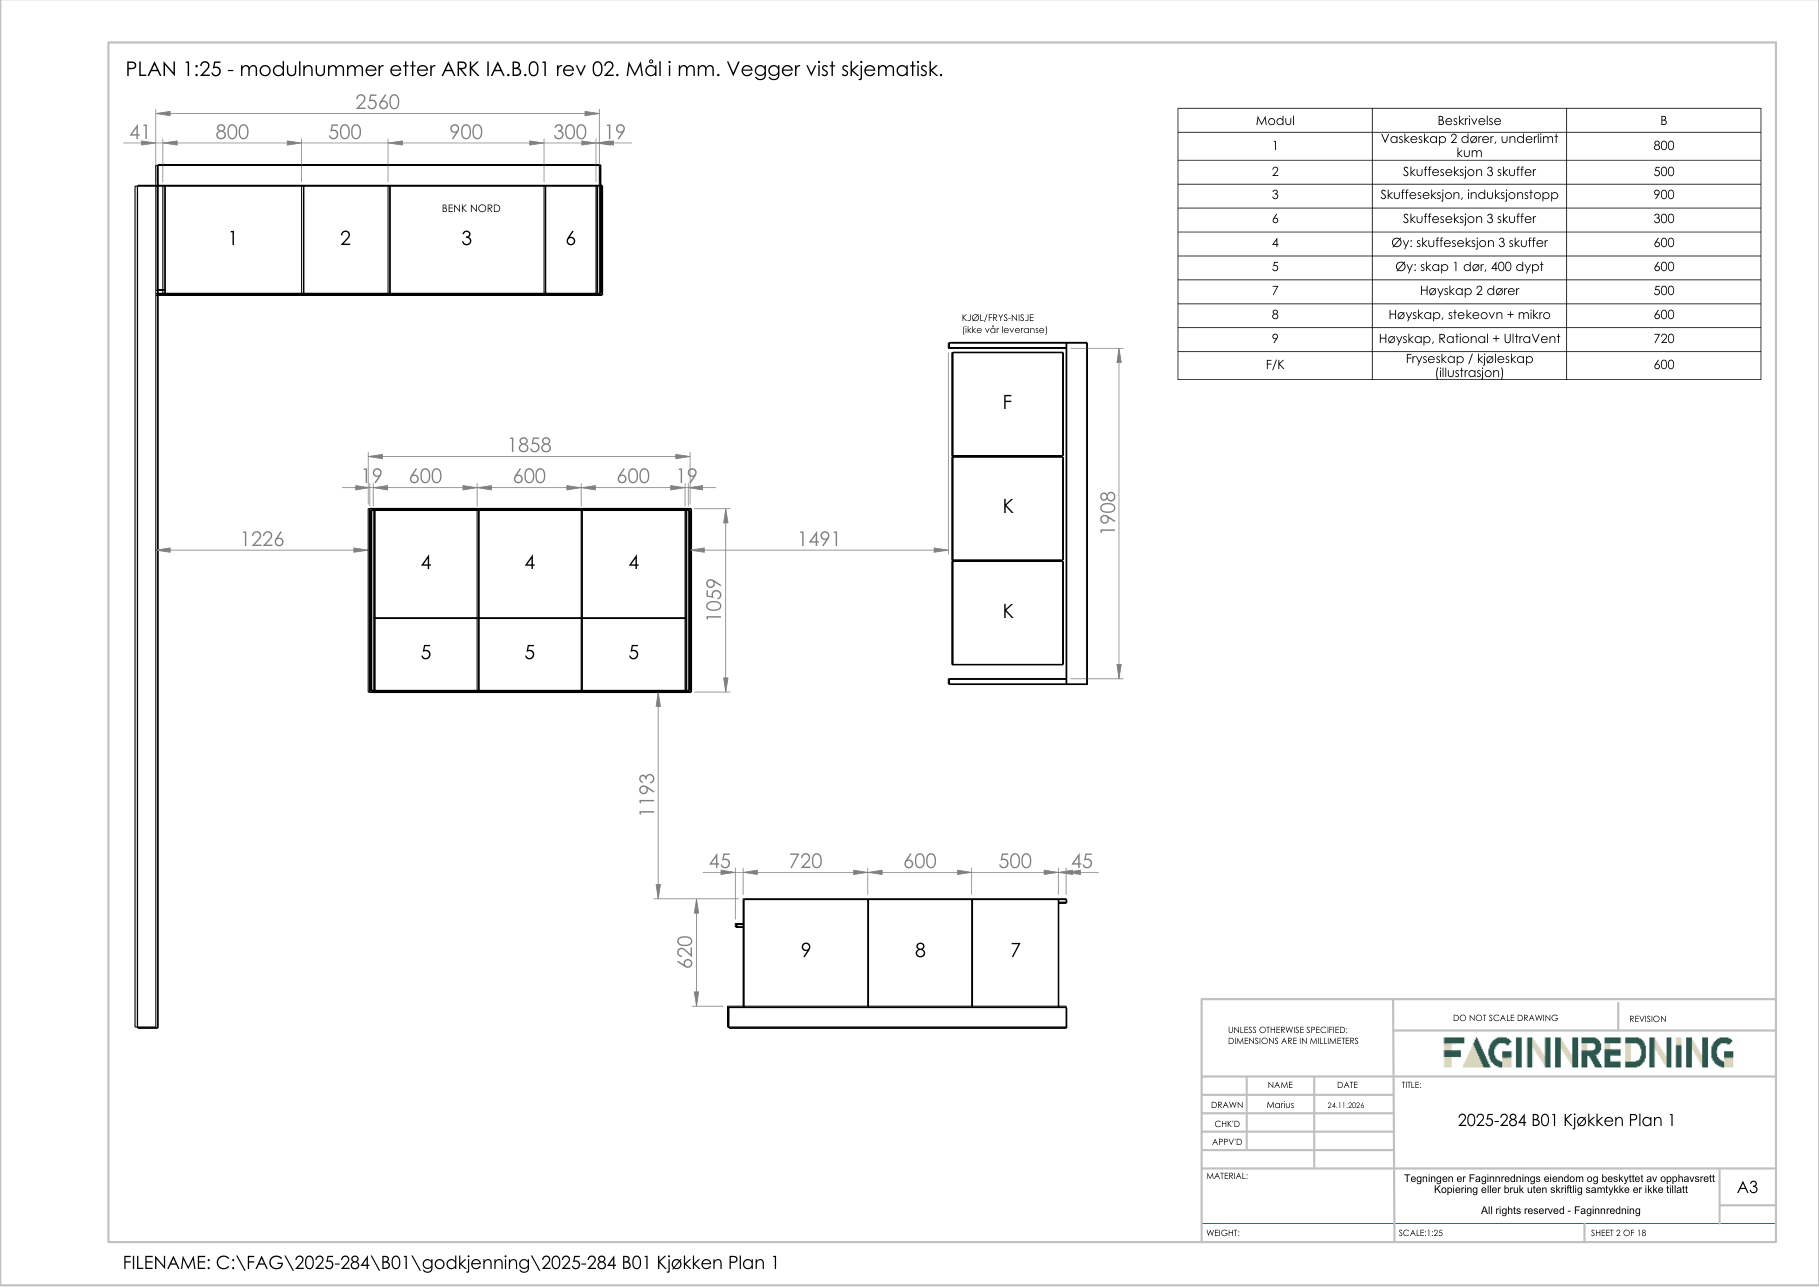 PLAN 1:25 - modulnummer etter ARK IA.B.01 rev 02. Mål i mm. Vegger vist skjematisk.
2560
41 800 500 900 300 19
BENK NORD
1 2 3 6
Modul Beskrivelse B
1 Vaskeskap 2 dører, underlimt kum 800
2 Skuffeseksjon 3 skuffer 500
3 Skuffeseksjon, induksjonstopp 900
6 Skuffeseksjon 3 skuffer 300
4 Øy: skuffeseksjon 3 skuffer 600
5 Øy: skap 1 dør, 400 dypt 600
7 Høyskap 2 dører 500
8 Høyskap, stekeovn + mikro 600
9 Høyskap, Rational + UltraVent 720
F/K Fryseskap / kjøleskap (illustrasjon) 600
KJØL/FRYS-NISJE
(ikke vår leveranse)
F
K
K
1908
1858
19 600 600 600 19
1226
1491
4 4 4
5 5 5
1059
1193
45 720 600 500 45
620
9 8 7
UNLESS OTHERWISE SPECIFIED:
DIMENSIONS ARE IN MILLIMETERS
DO NOT SCALE DRAWING
REVISION
FAGINNREDNING
NAME DATE
DRAWN Marius 24.11.2026
CHK'D
APPV'D
TITLE:
2025-284 B01 Kjøkken Plan 1
MATERIAL:
Tegningen er Faginnrednings eiendom og beskyttet av opphavsrett
Kopiering eller bruk uten skriftlig samtykke er ikke tillatt
All rights reserved - Faginnredning
A3
WEIGHT:
SCALE:1:25
SHEET 2 OF 18
FILENAME: C:\FAG\2025-284\B01\godkjenning\2025-284 B01 Kjøkken Plan 1